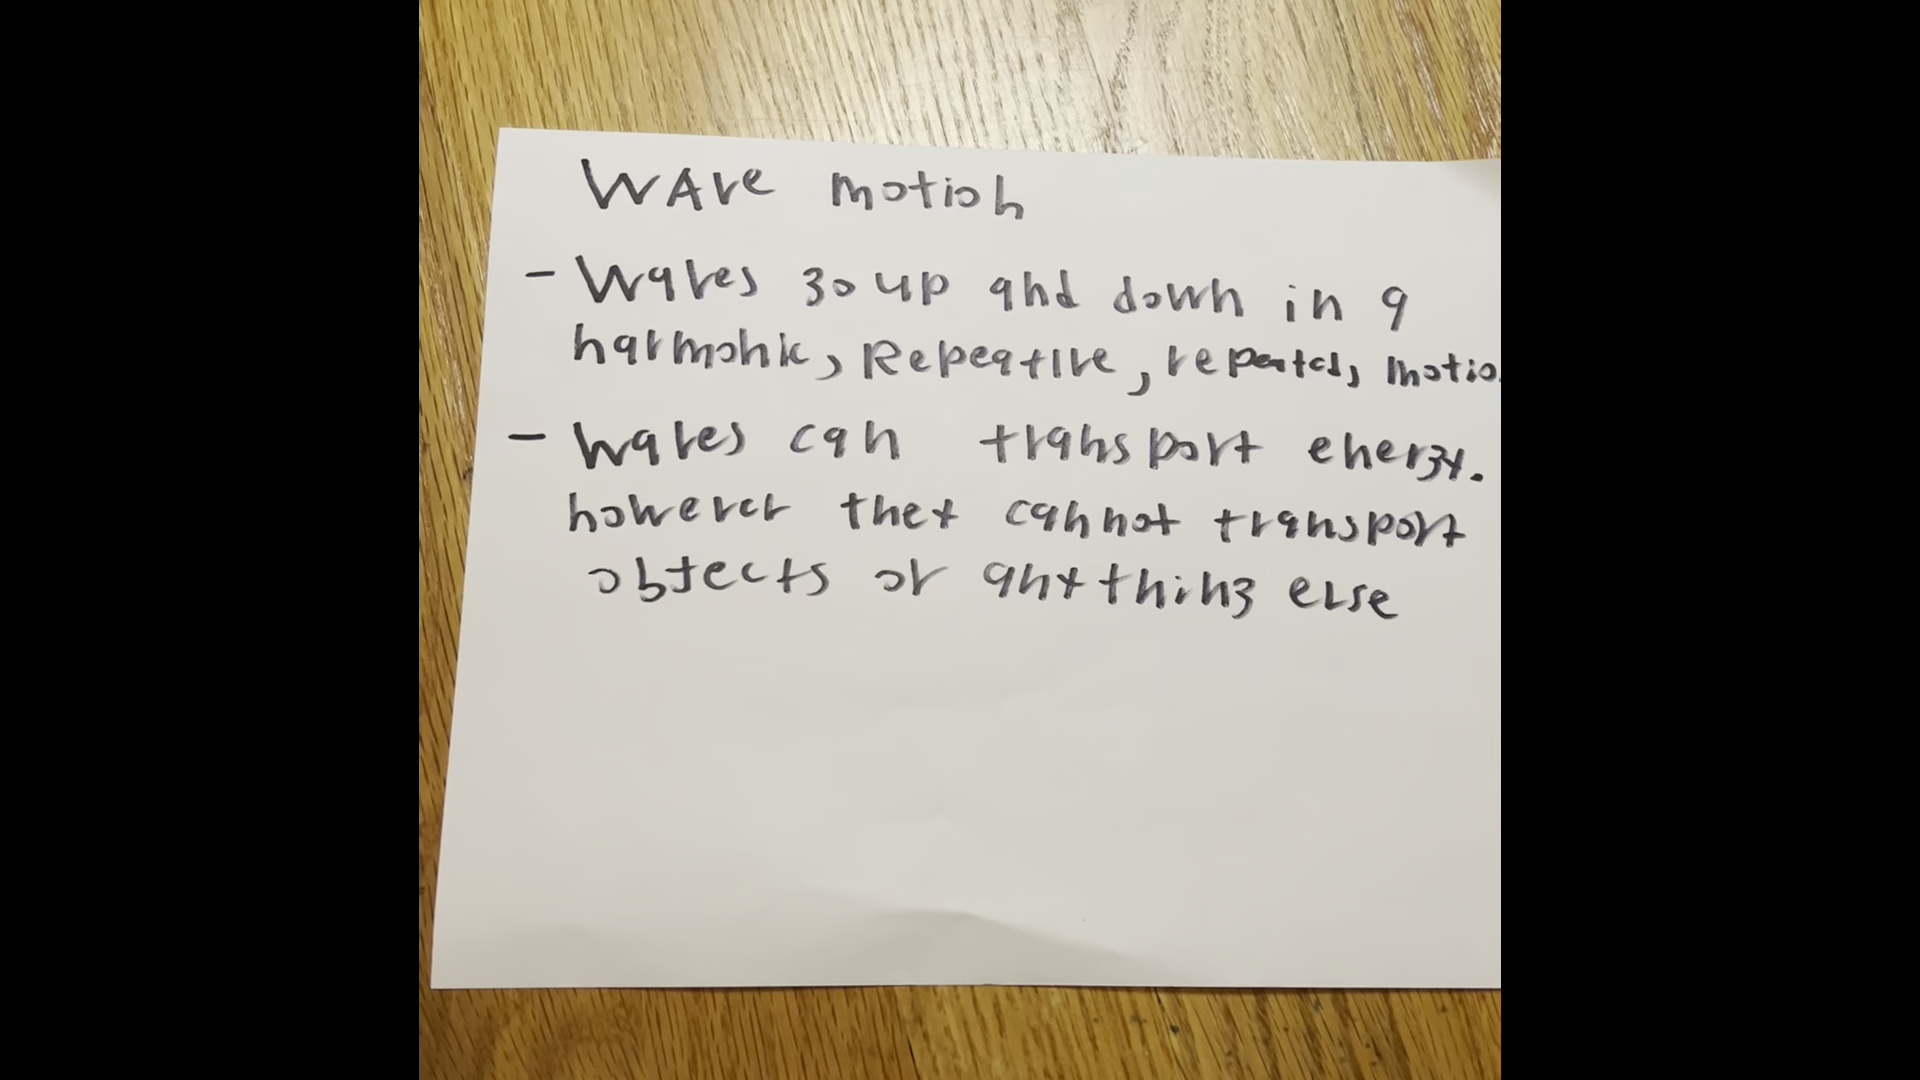 Wave motion
- Waves go up and down in a
harmonic, Repeative, repeated, motio
- Waves can transport energy.
however they cannot transport
objects or anything else